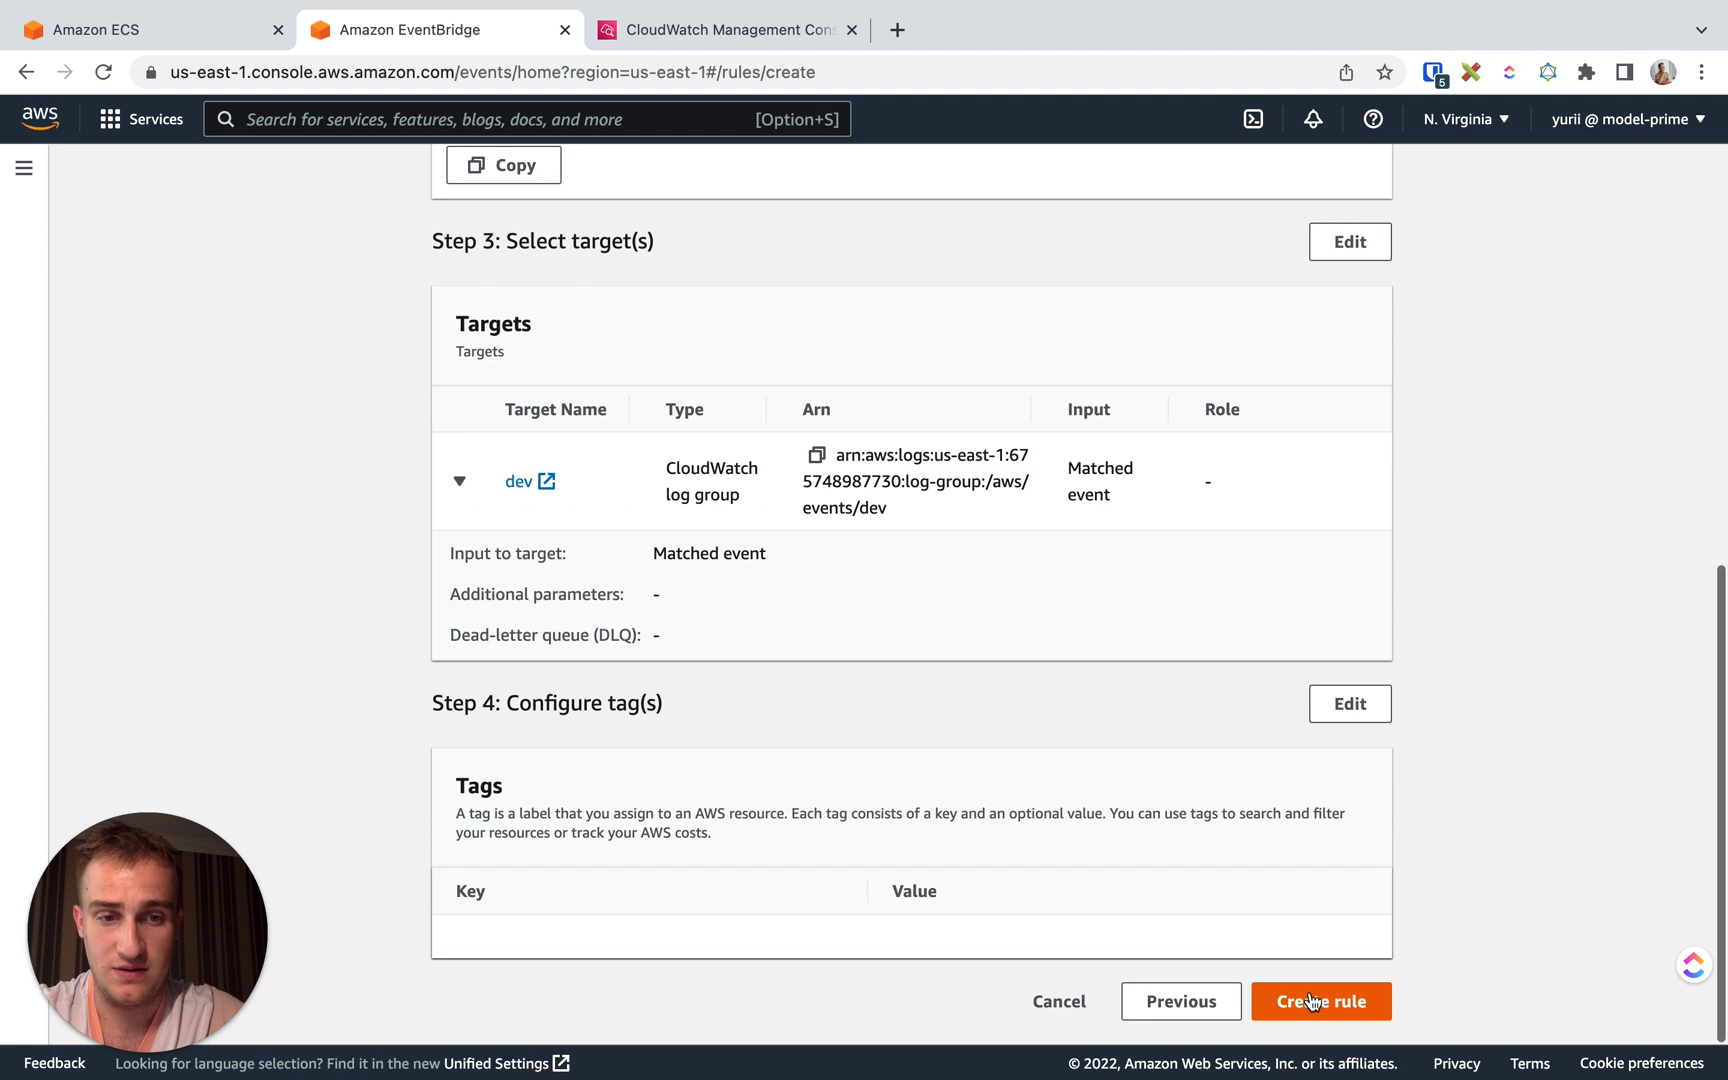 Amazon ECS
Amazon EventBridge
CloudWatch Management Cons
us-east-1.console.aws.amazon.com/events/home?region=us-east-1#/rules/create
5
aws
Services
Search for services, features, blogs, docs, and more
[Option+S]
N. Virginia
yurii @ model-prime
Copy
Step 3: Select target(s)
Edit
Targets
Targets
Target Name
Type
Arn
Input
Role
dev
CloudWatch
log group
arn:aws:logs:us-east-1:67
5748987730:log-group:/aws/
events/dev
Matched
event
-
Input to target:
Matched event
Additional parameters:
-
Dead-letter queue (DLQ):
-
Step 4: Configure tag(s)
Edit
Tags
A tag is a label that you assign to an AWS resource. Each tag consists of a key and an optional value. You can use tags to search and filter
your resources or track your AWS costs.
Key
Value
Cancel
Previous
Create rule
Feedback
Looking for language selection? Find it in the new Unified Settings
© 2022, Amazon Web Services, Inc. or its affiliates.
Privacy
Terms
Cookie preferences